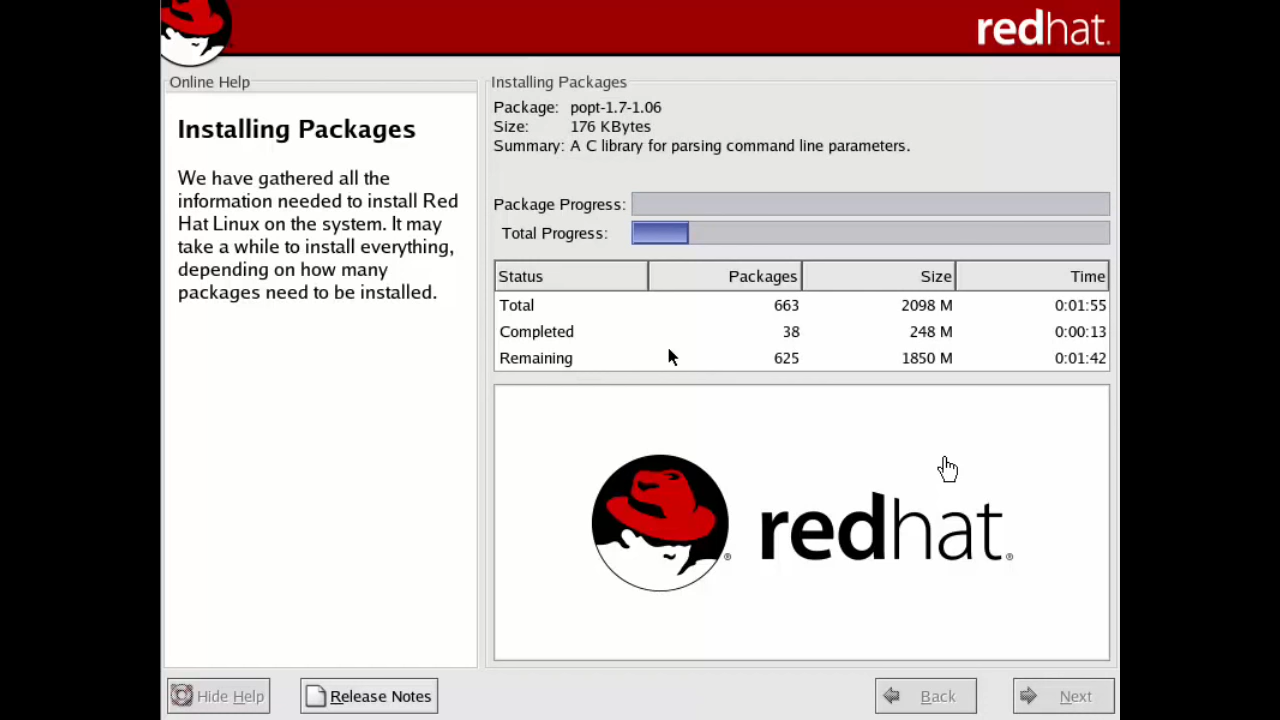 redhat.
Online Help
Installing Packages
We have gathered all the
information needed to install Red
Hat Linux on the system. It may
take a while to install everything,
depending on how many
packages need to be installed.
Installing Packages
Package: popt-1.7-1.06
Size: 176 KBytes
Summary: A C library for parsing command line parameters.
Package Progress:
Total Progress:
Status Packages Size Time
Total 663 2098 M 0:01:55
Completed 38 248 M 0:00:13
Remaining 625 1850 M 0:01:42
® redhat.®
Hide Help Release Notes Back Next